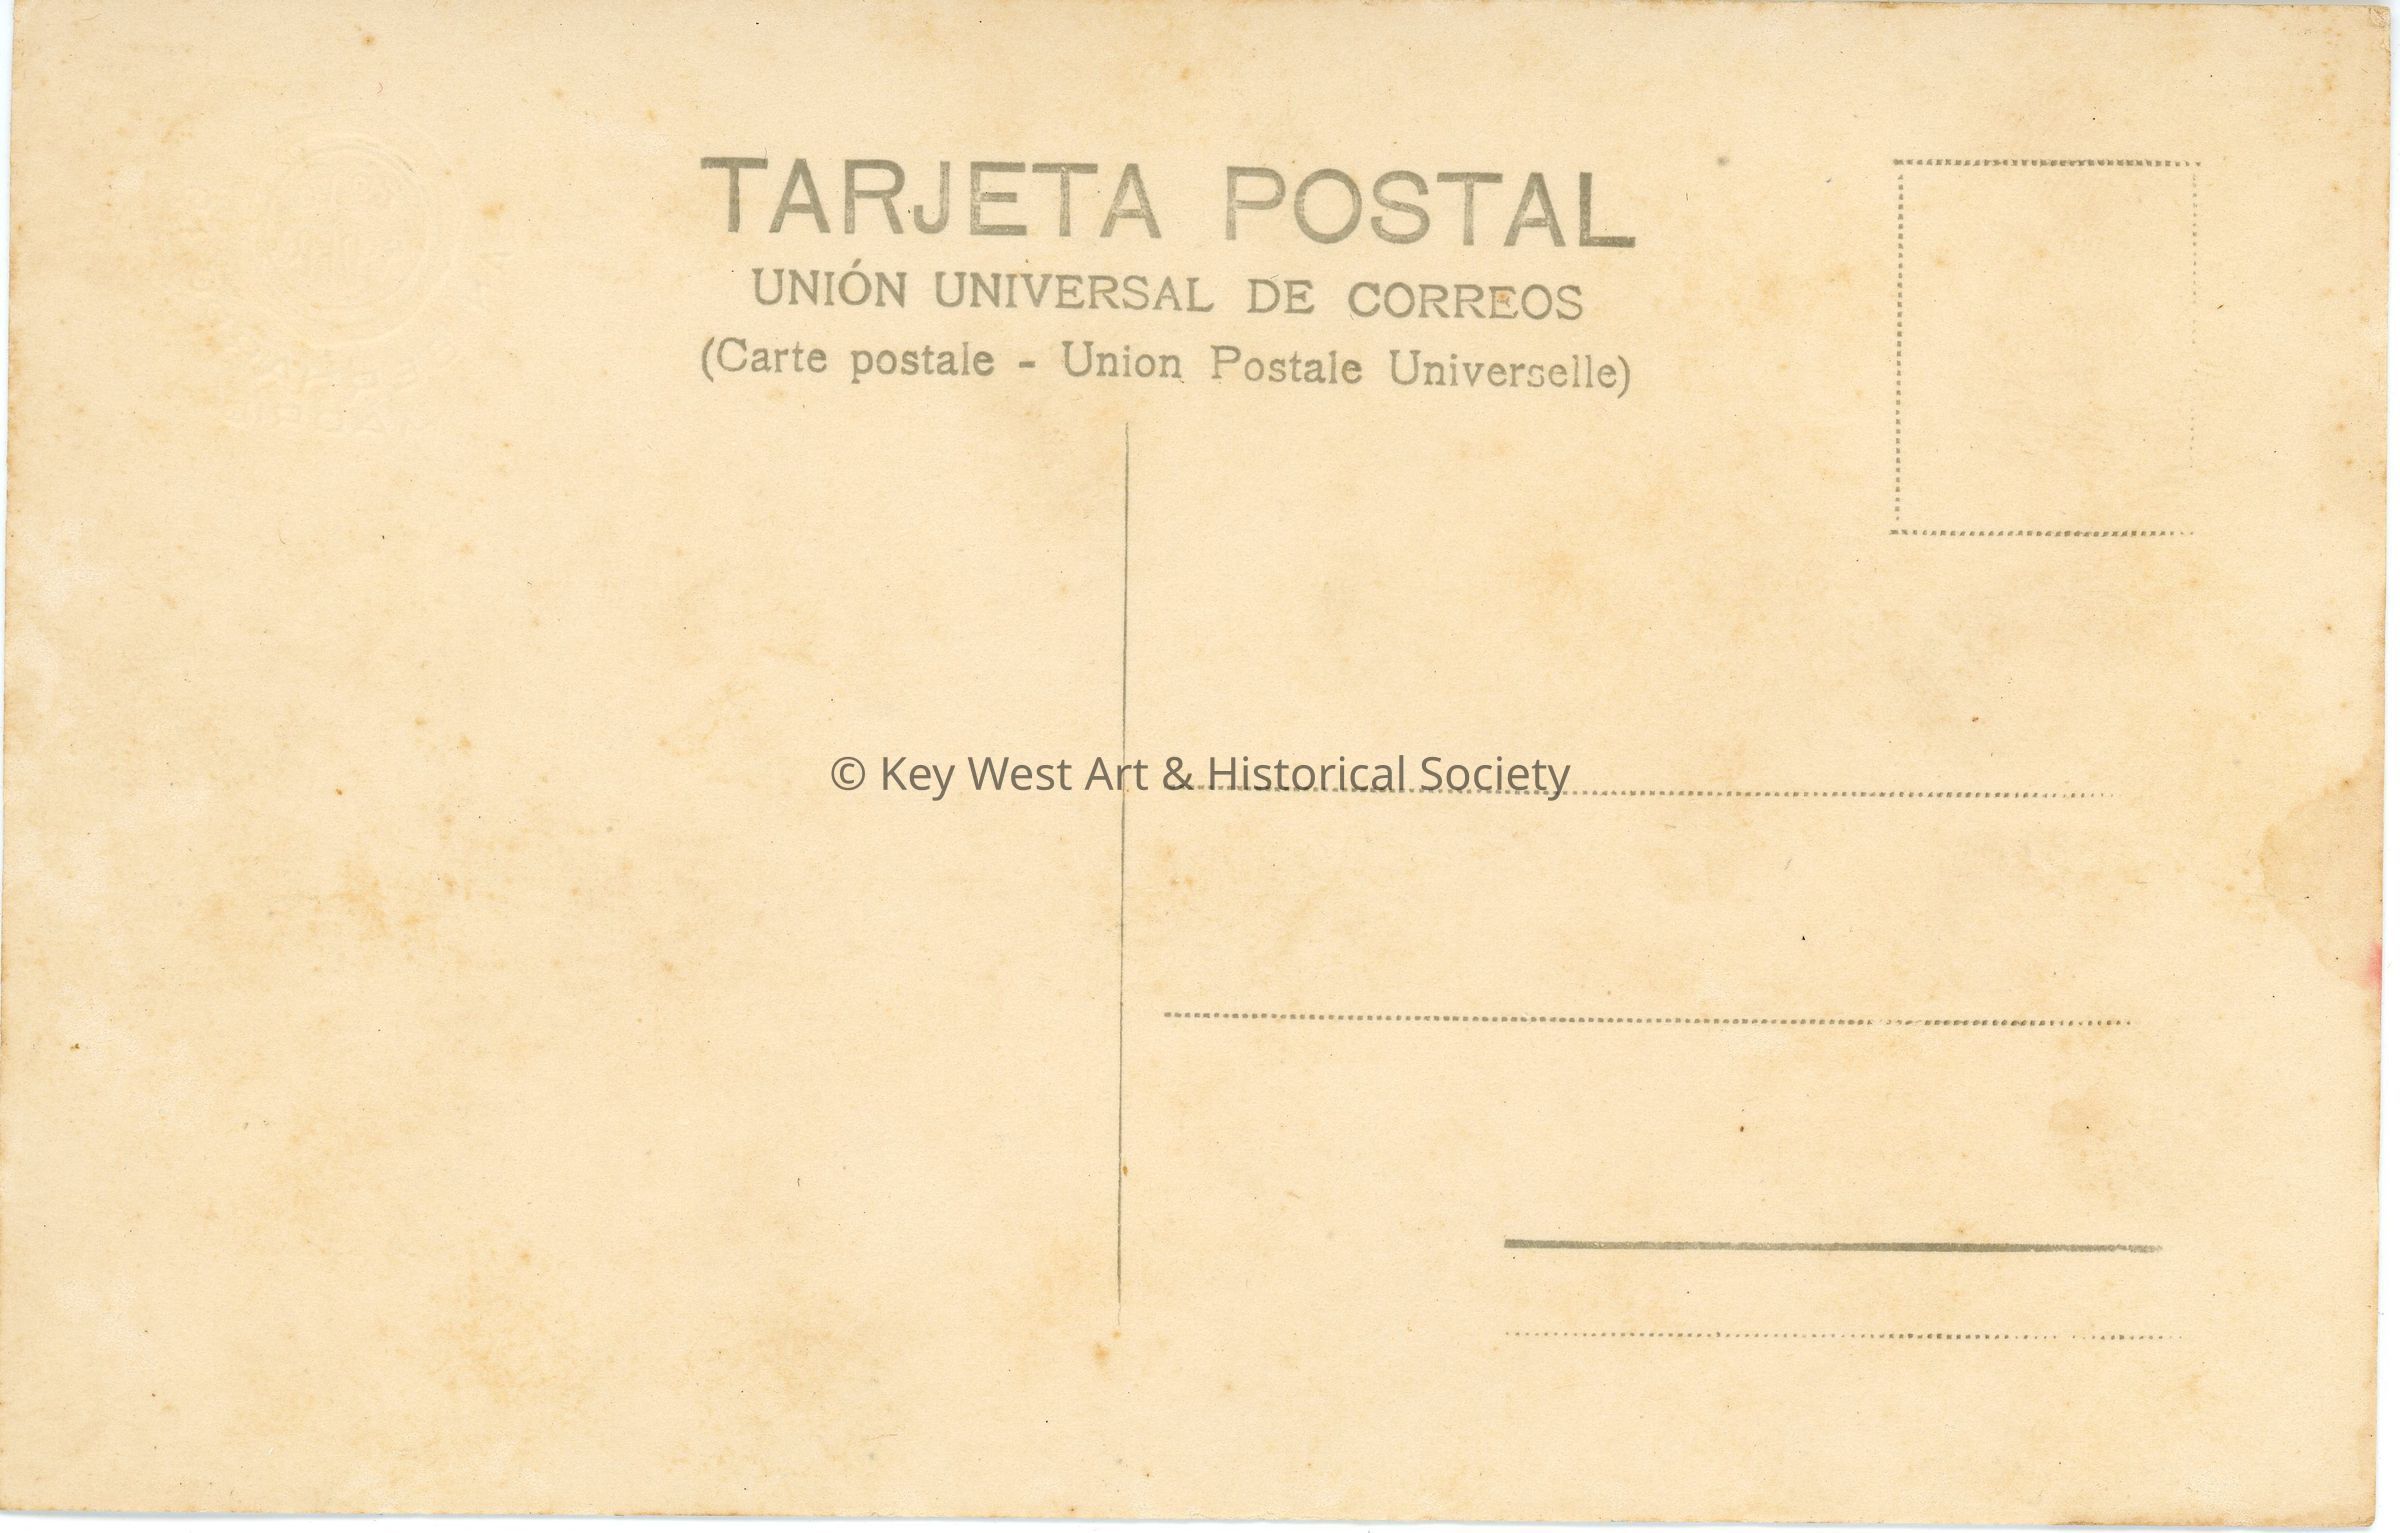 TARJETA POSTAL
UNIÓN UNIVERSAL DE CORREOS
(Carte postale - Union Postale Universelle)
© Key West Art & Historical Society